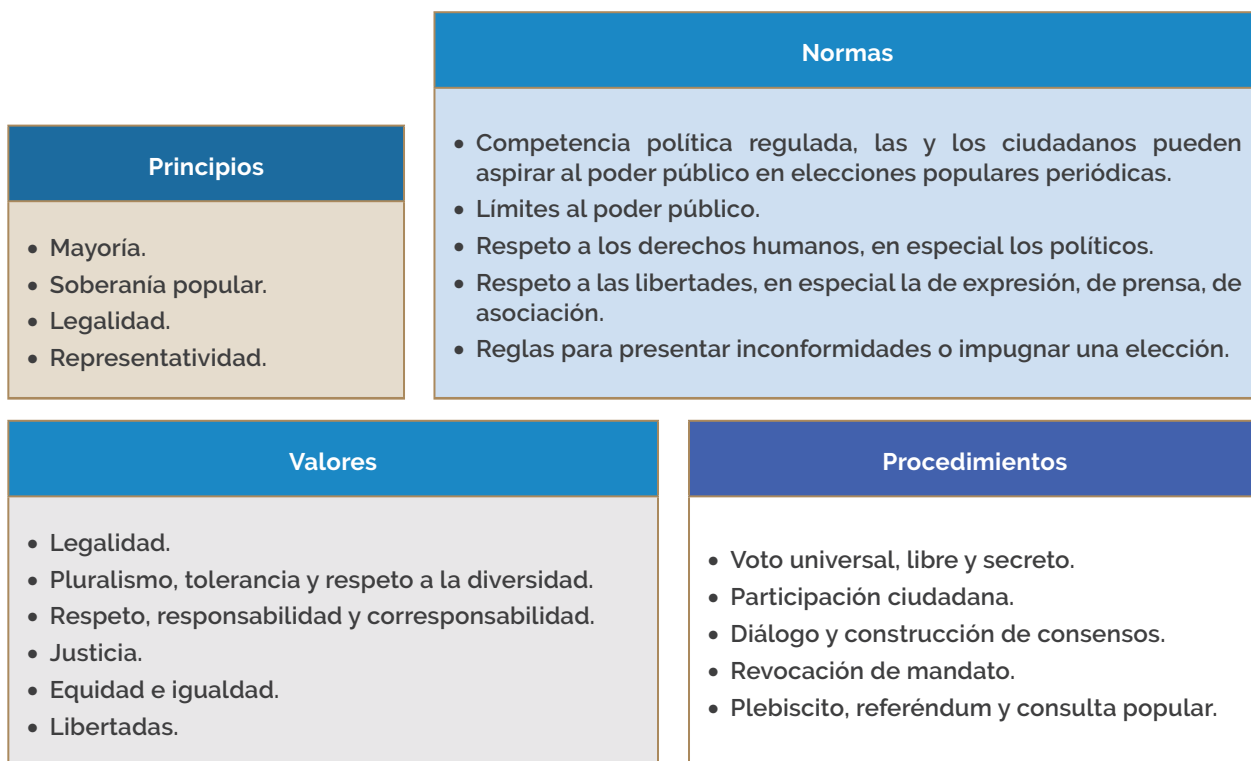 Principios
• Mayoría.
• Soberanía popular.
• Legalidad.
• Representatividad.
Normas
• Competencia política regulada, las y los ciudadanos pueden
aspirar al poder público en elecciones populares periódicas.
• Límites al poder público.
• Respeto a los derechos humanos, en especial los políticos.
• Respeto a las libertades, en especial la de expresión, de prensa, de
asociación.
• Reglas para presentar inconformidades o impugnar una elección.
Valores
• Legalidad.
• Pluralismo, tolerancia y respeto a la diversidad.
• Respeto, responsabilidad y corresponsabilidad.
• Justicia.
• Equidad e igualdad.
• Libertadas.
Procedimientos
• Voto universal, libre y secreto.
• Participación ciudadana.
• Diálogo y construcción de consensos.
• Revocación de mandato.
• Plebiscito, referéndum y consulta popular.